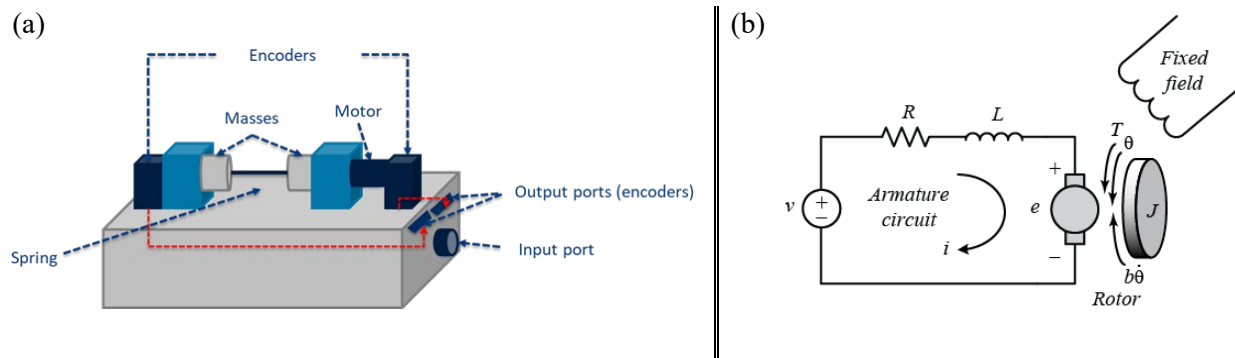 (a)
Encoders
Masses
Motor
Output ports (encoders)
Input port
Spring
(b)
Fixed
field
R
L
T
θ
+
v
+
−
Armature
circuit
e
J
i
−
bθ̇
Rotor